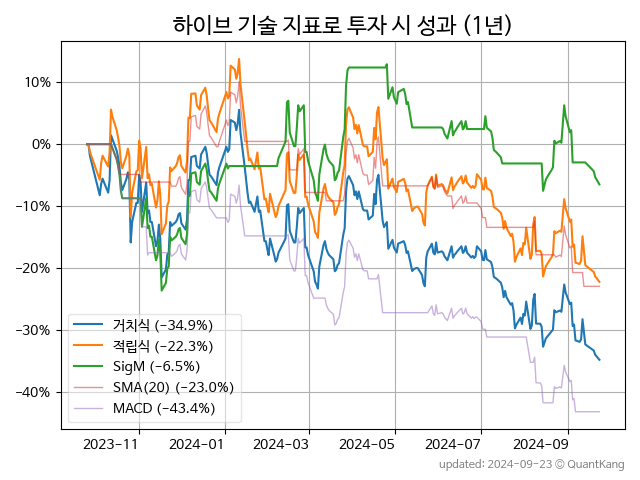 하이브 기술 지표로 투자 시 성과 (1년)
10%
0%
−10%
−20%
−30%
−40%
거치식 (−34.9%)
적립식 (−22.3%)
SigM (−6.5%)
SMA(20) (−23.0%)
MACD (−43.4%)
2023-11
2024-01
2024-03
2024-05
2024-07
2024-09
updated: 2024-09-23 © QuantKang